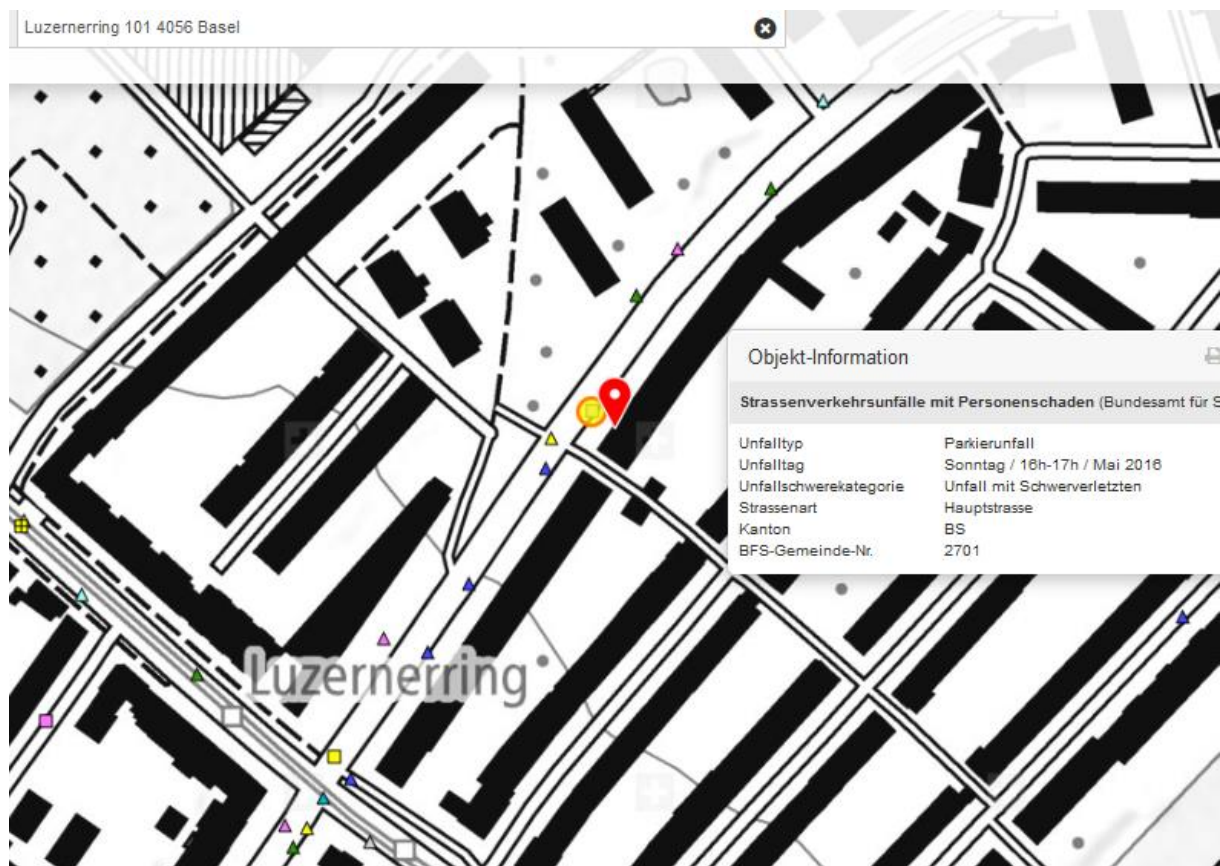 Luzernerring 101 4056 Basel
Objekt-Information
Strassenverkehrsunfälle mit Personenschaden (Bundesamt für S
Unfalltyp Parkierunfall
Unfalltag Sonntag / 16h-17h / Mai 2016
Unfallschwerekategorie Unfall mit Schwerverletzten
Strassenart Hauptstrasse
Kanton BS
BFS-Gemeinde-Nr. 2701
Luzernerring